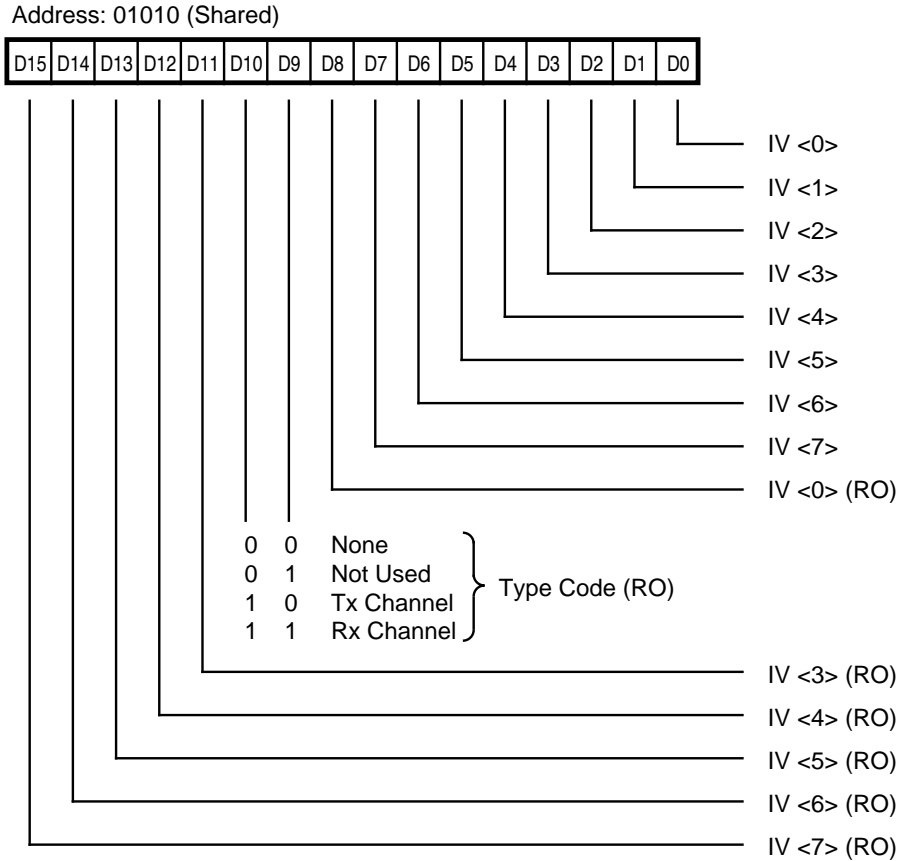 Address: 01010 (Shared)
D15 D14 D13 D12 D11 D10 D9 D8 D7 D6 D5 D4 D3 D2 D1 D0
IV <0>
IV <1>
IV <2>
IV <3>
IV <4>
IV <5>
IV <6>
IV <7>
IV <0> (RO)
0 0 None
0 1 Not Used
1 0 Tx Channel
1 1 Rx Channel
Type Code (RO)
IV <3> (RO)
IV <4> (RO)
IV <5> (RO)
IV <6> (RO)
IV <7> (RO)